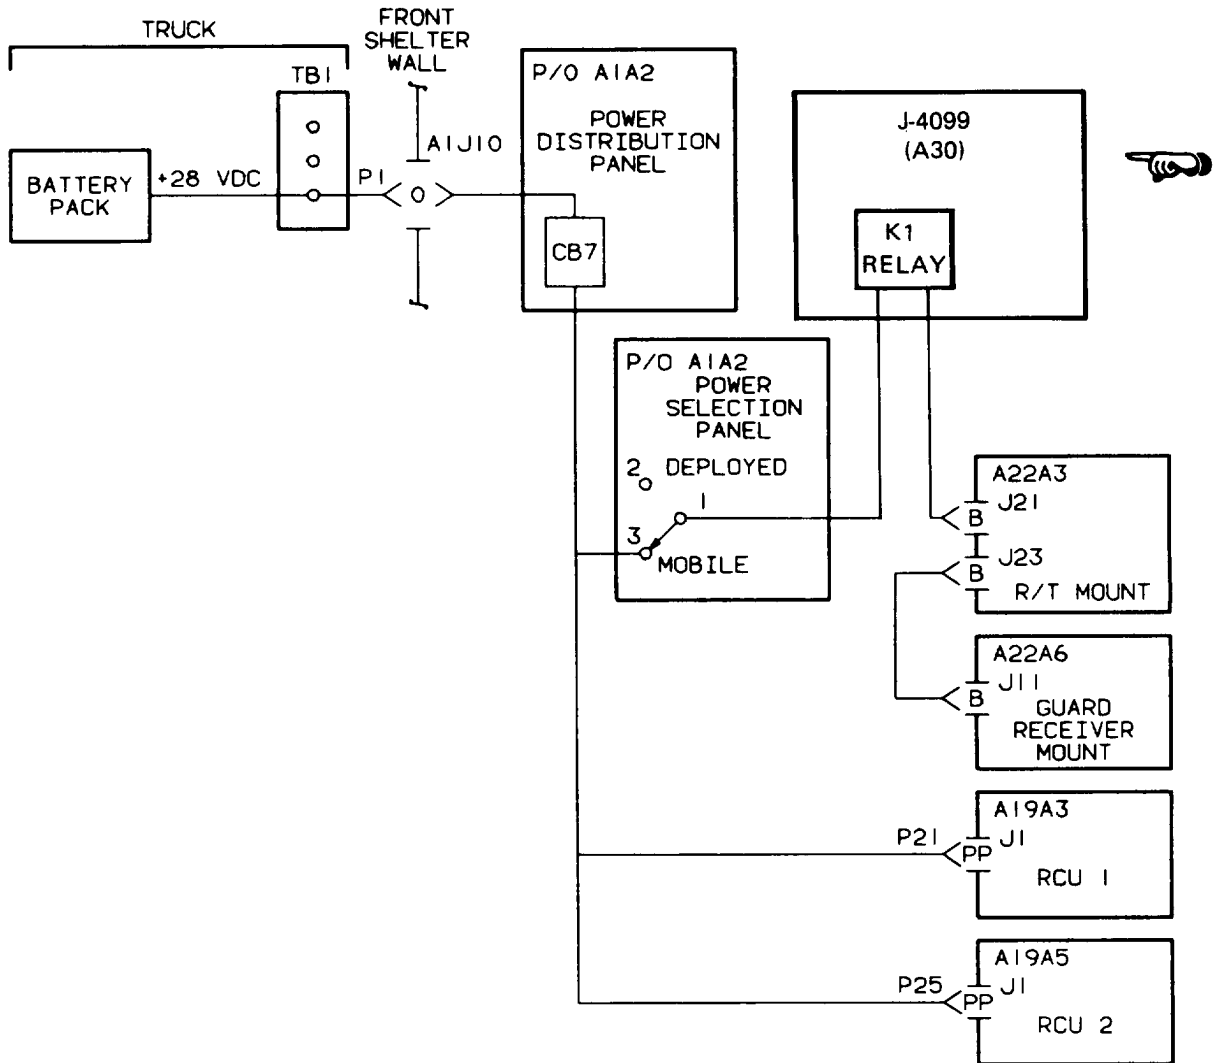 TRUCK
FRONT
SHELTER
WALL
TB1
BATTERY
PACK
+28 VDC
P1
A1J10
O
P/O A1A2
POWER
DISTRIBUTION
PANEL
CB7
J-4099
(A30)
K1
RELAY
P/O A1A2
POWER
SELECTION
PANEL
2 DEPLOYED
1
3
MOBILE
A22A3
J21
B
J23
B
R/T MOUNT
A22A6
J11
B
GUARD
RECEIVER
MOUNT
A19A3
P21
J1
PP
RCU 1
A19A5
P25
J1
PP
RCU 2